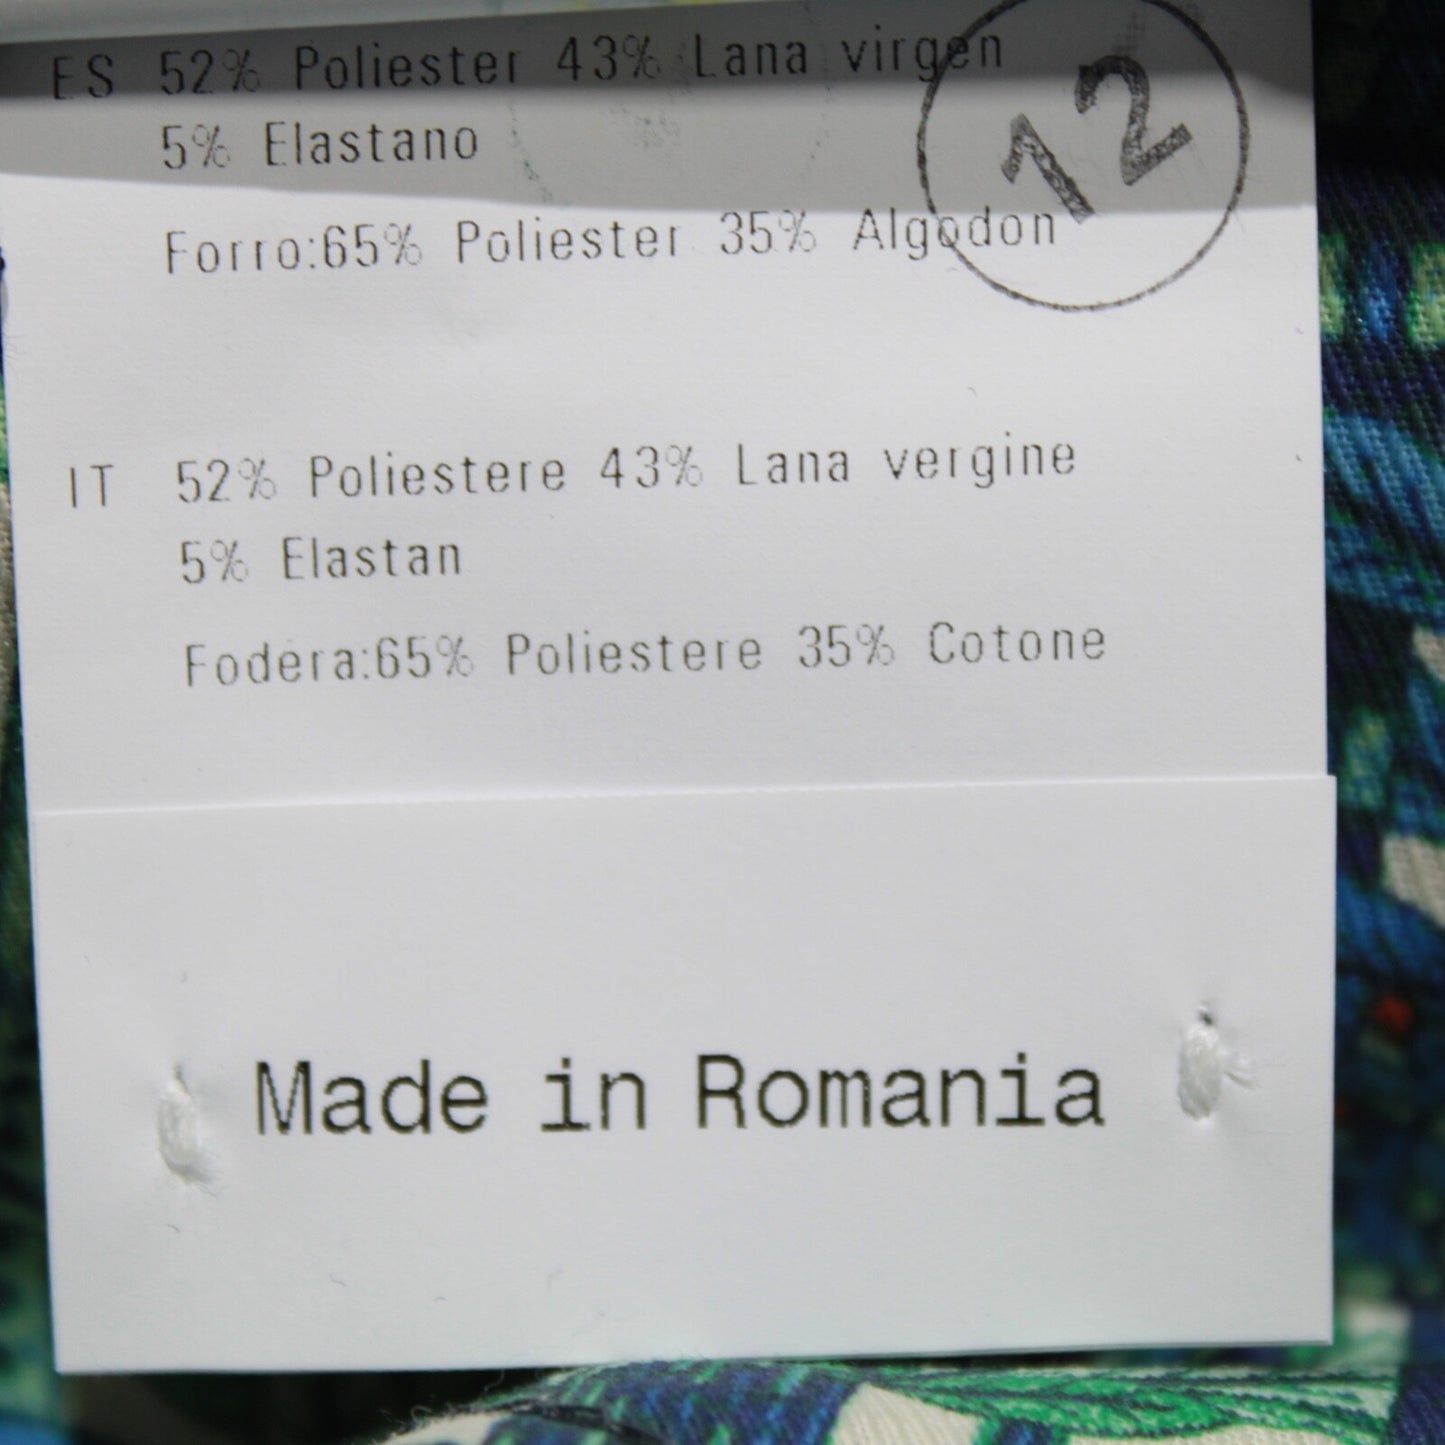 ES 52% Poliester 43% Lana virgen
5% Elastano
Forro:65% Poliester 35% Algodon
12
IT 52% Poliestere 43% Lana vergine
5% Elastan
Fodera:65% Poliestere 35% Cotone
Made in Romania